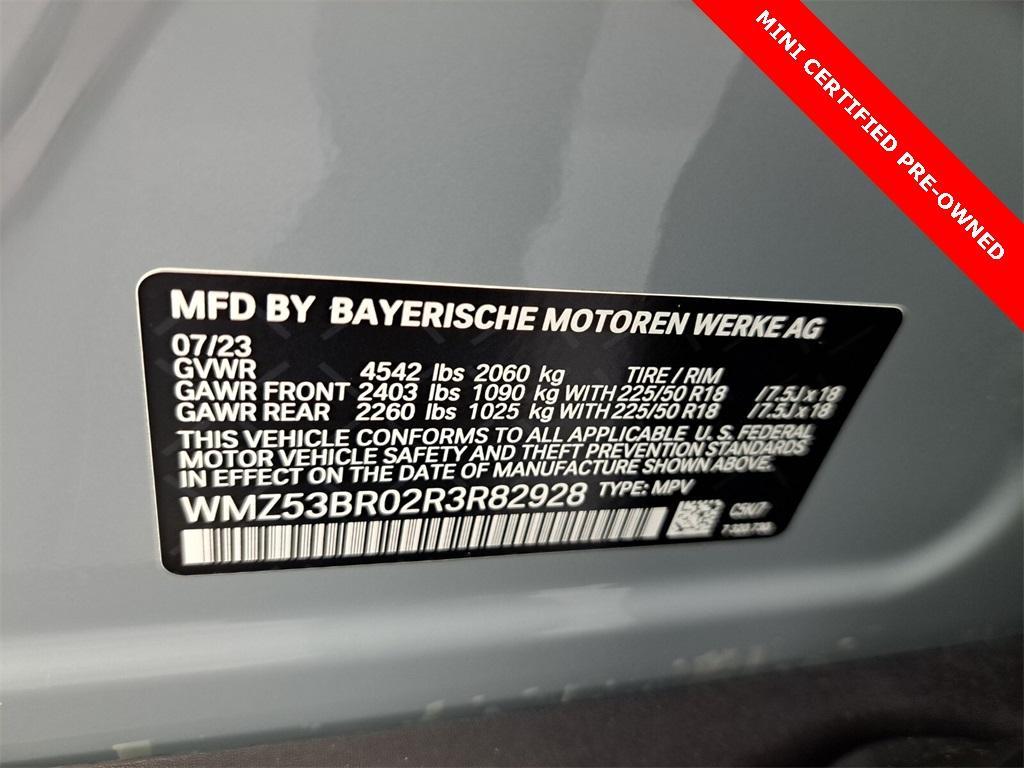 MINI CERTIFIED PRE-OWNED
MFD BY BAYERISCHE MOTOREN WERKE AG
07/23
GVWR 4542 lbs 2060 kg TIRE / RIM
GAWR FRONT 2403 lbs 1090 kg WITH 225/50 R18 /7.5J x 18
GAWR REAR 2260 lbs 1025 kg WITH 225/50 R18 /7.5J x 18
THIS VEHICLE CONFORMS TO ALL APPLICABLE U. S. FEDERAL
MOTOR VEHICLE SAFETY AND THEFT PREVENTION STANDARDS
IN EFFECT ON THE DATE OF MANUFACTURE SHOWN ABOVE.
WMZ53BR02R3R82928 TYPE: MPV